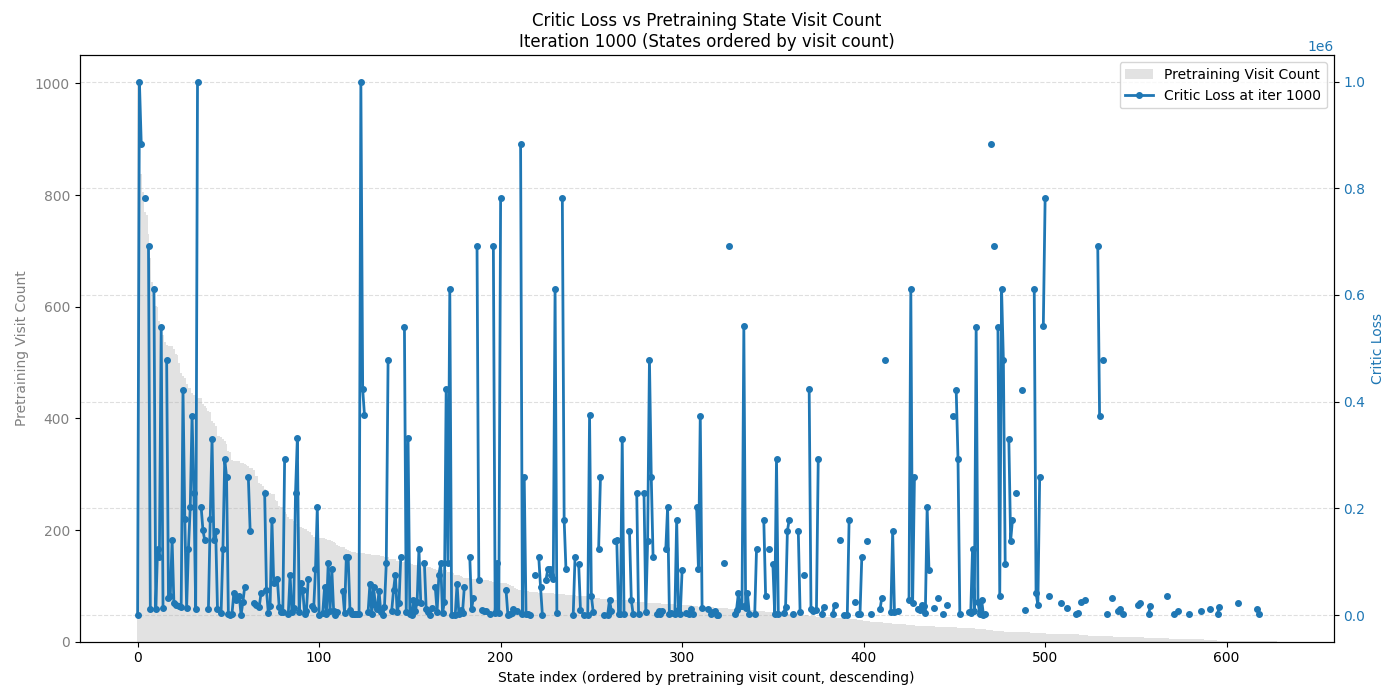 Critic Loss vs Pretraining State Visit Count
Iteration 1000 (States ordered by visit count)
1e6
Pretraining Visit Count
Critic Loss at iter 1000
1000
800
600
400
200
0
Pretraining Visit Count
1.0
0.8
0.6
0.4
0.2
0.0
Critic Loss
0
100
200
300
400
500
600
State index (ordered by pretraining visit count, descending)